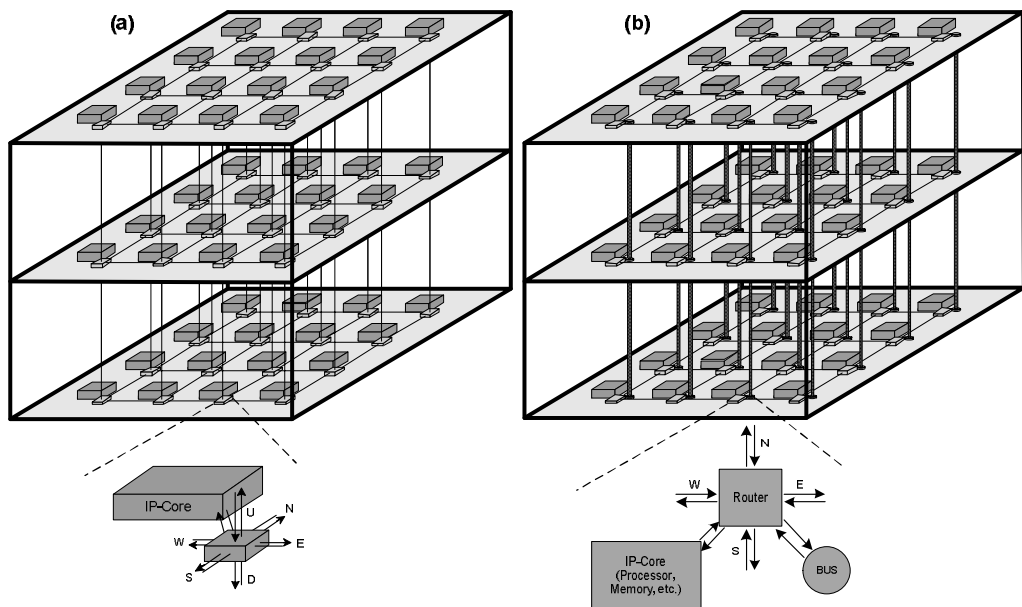 (a)
(b)
IP-Core
U
N
W
E
S
D
N
W
E
Router
S
IP-Core
(Processor,
Memory, etc.)
BUS